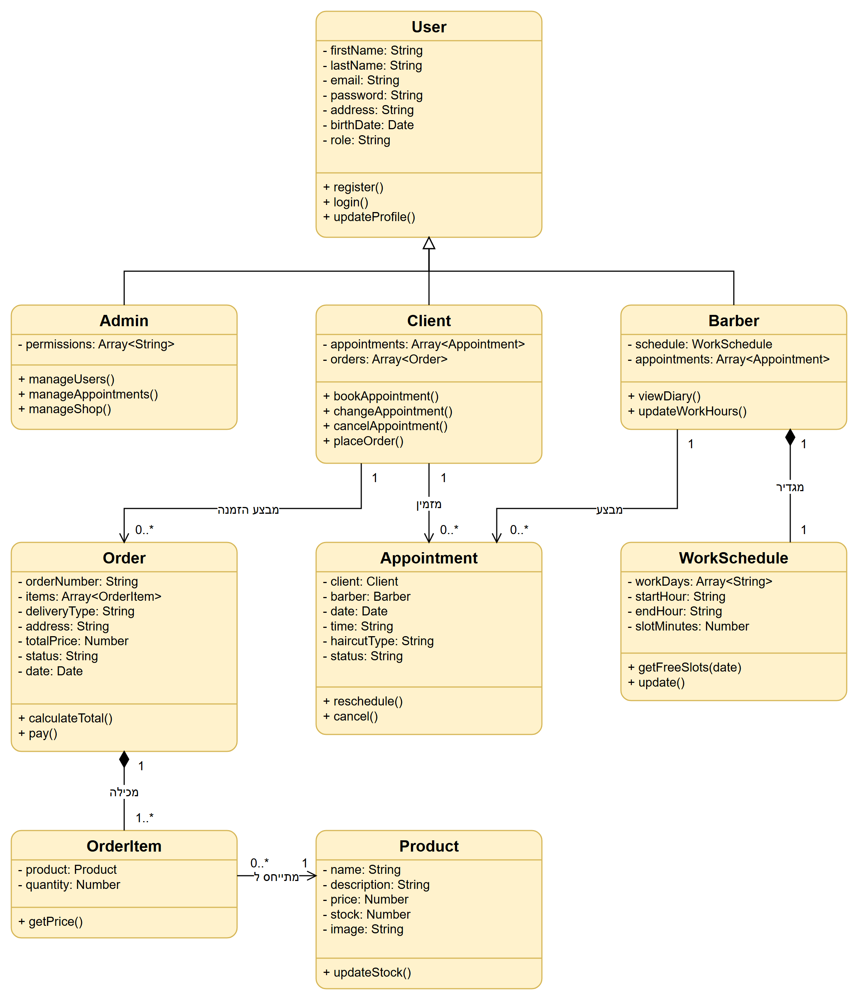 User
- firstName: String
- lastName: String
- email: String
- password: String
- address: String
- birthDate: Date
- role: String
+ register()
+ login()
+ updateProfile()
Admin
- permissions: Array<String>
+ manageUsers()
+ manageAppointments()
+ manageShop()
Client
- appointments: Array<Appointment>
- orders: Array<Order>
+ bookAppointment()
+ changeAppointment()
+ cancelAppointment()
+ placeOrder()
Barber
- schedule: WorkSchedule
- appointments: Array<Appointment>
+ viewDiary()
+ updateWorkHours()
1
מבצע הזמנה
0..*
1
מזמין
0..*
1
מבצע
0..*
1
מגדיר
1
Order
- orderNumber: String
- items: Array<OrderItem>
- deliveryType: String
- address: String
- totalPrice: Number
- status: String
- date: Date
+ calculateTotal()
+ pay()
Appointment
- client: Client
- barber: Barber
- date: Date
- time: String
- haircutType: String
- status: String
+ reschedule()
+ cancel()
WorkSchedule
- workDays: Array<String>
- startHour: String
- endHour: String
- slotMinutes: Number
+ getFreeSlots(date)
+ update()
1
מכילה
1..*
OrderItem
- product: Product
- quantity: Number
+ getPrice()
0..*
1
מתייחס ל
Product
- name: String
- description: String
- price: Number
- stock: Number
- image: String
+ updateStock()